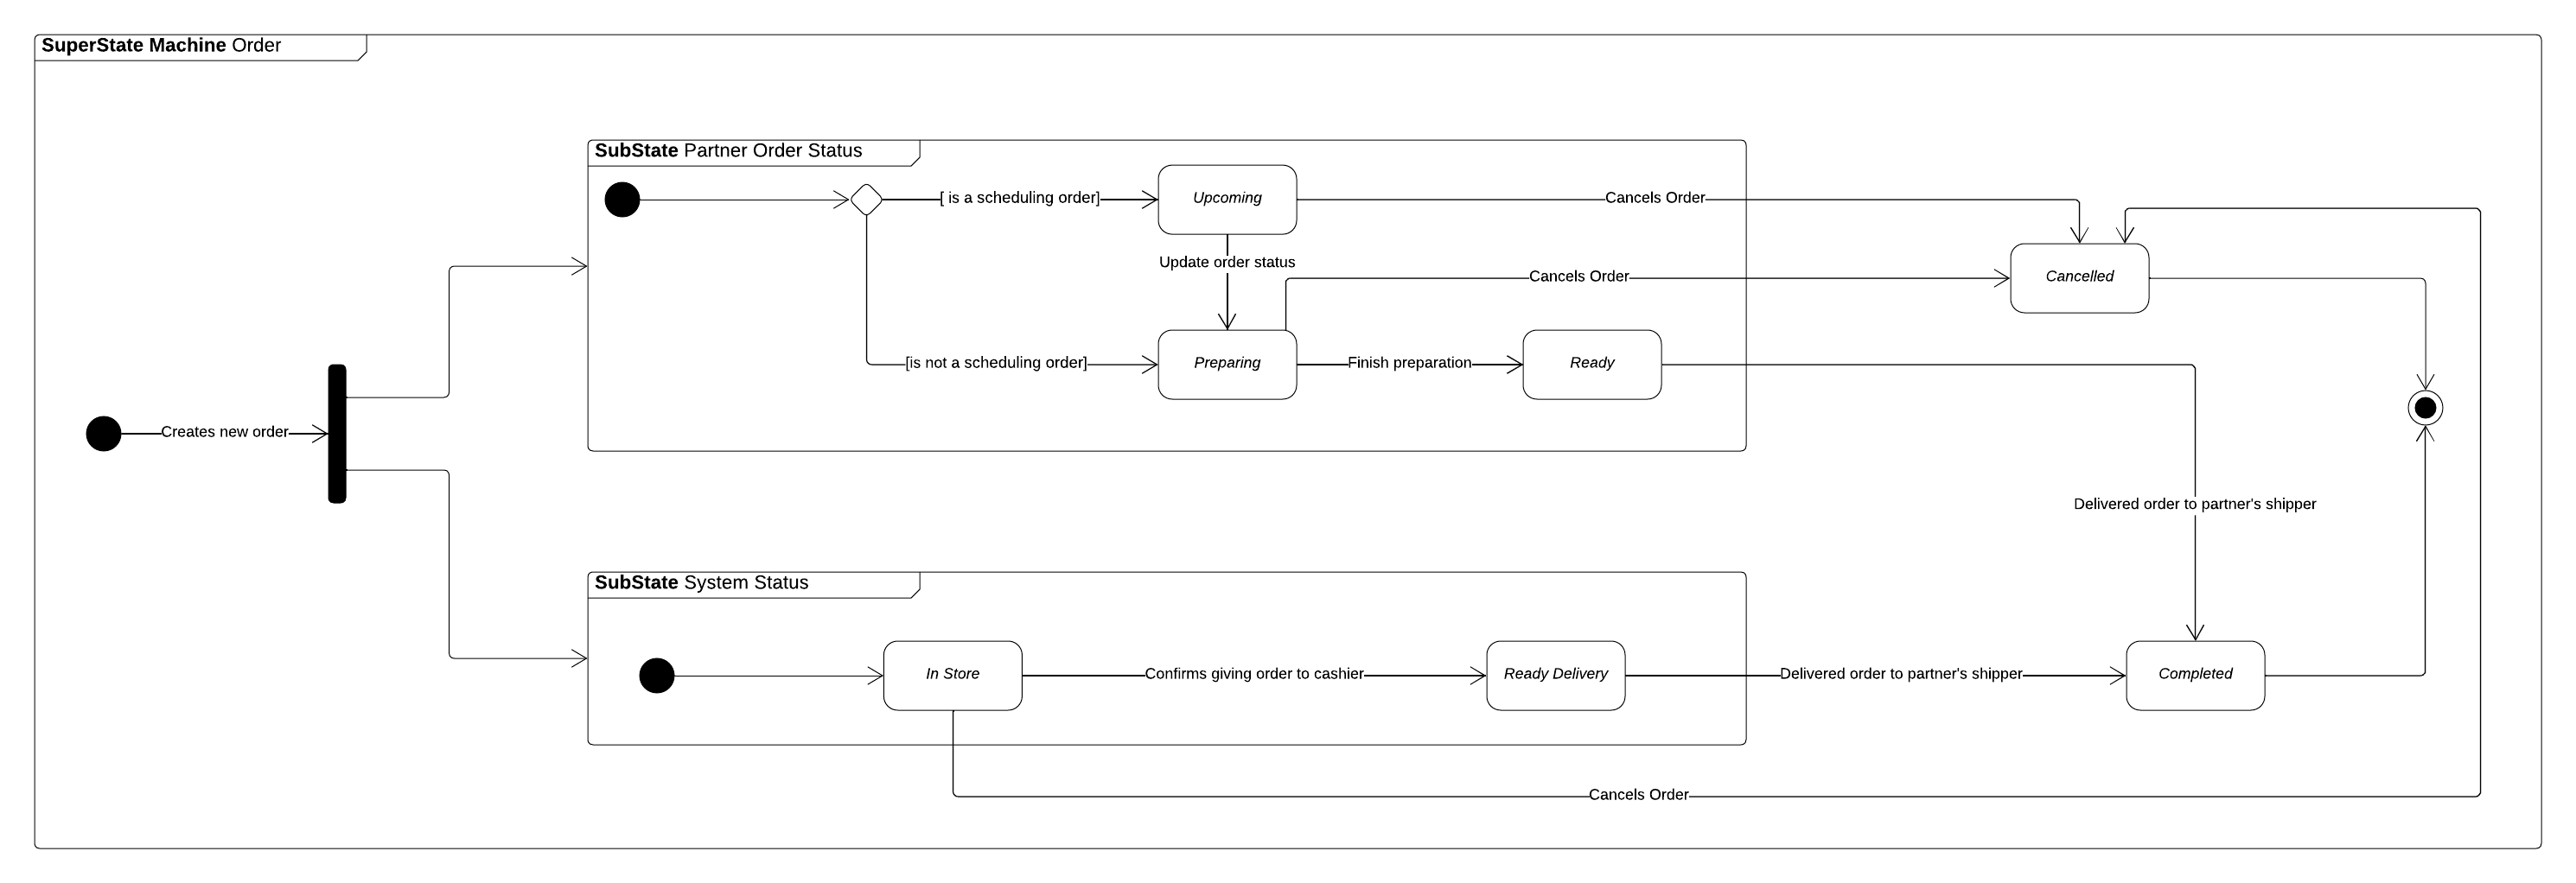 SuperState Machine Order
SubState Partner Order Status
[ is a scheduling order]
Upcoming
Cancels Order
Update order status
Cancels Order
Cancelled
[is not a scheduling order]
Preparing
Finish preparation
Ready
Creates new order
Delivered order to partner's shipper
SubState System Status
In Store
Confirms giving order to cashier
Ready Delivery
Delivered order to partner's shipper
Completed
Cancels Order